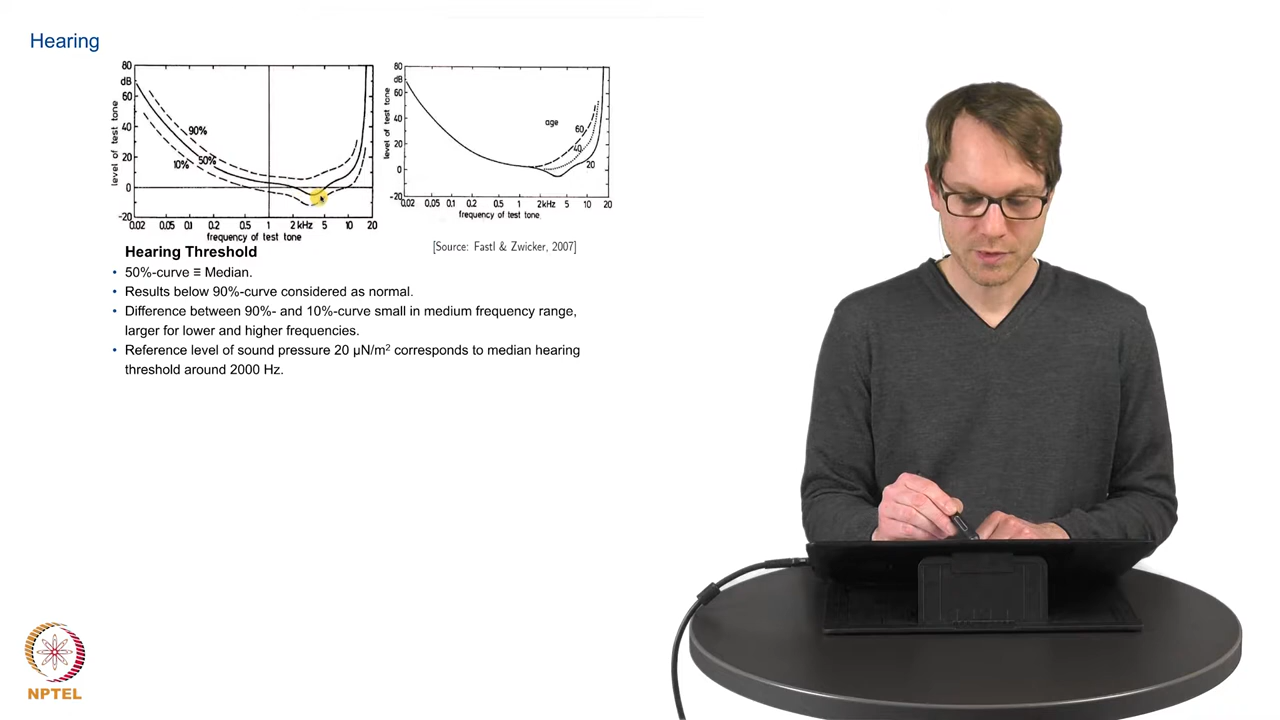 Hearing
80
dB
60
40
20
0
-20
level of test tone
90%
50%
10%
0.02 0.05 0.1 0.2 0.5 1 2 kHz 5 10 20
frequency of test tone
80
dB
60
40
20
0
-20
level of test tone
age
60
40
20
0.02 0.05 0.1 0.2 0.5 1 2kHz 5 10 20
frequency of test tone
[Source: Fastl & Zwicker, 2007]
Hearing Threshold
• 50%-curve ≡ Median.
• Results below 90%-curve considered as normal.
• Difference between 90%- and 10%-curve small in medium frequency range,
larger for lower and higher frequencies.
• Reference level of sound pressure 20 μN/m² corresponds to median hearing
threshold around 2000 Hz.
NPTEL